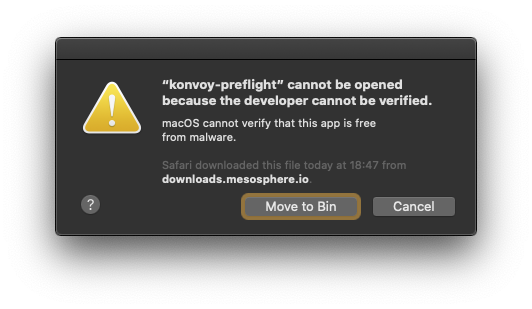 “konvoy-preflight” cannot be opened
because the developer cannot be verified.
macOS cannot verify that this app is free
from malware.
Safari downloaded this file today at 18:47 from
downloads.mesosphere.io.
?
Move to Bin
Cancel